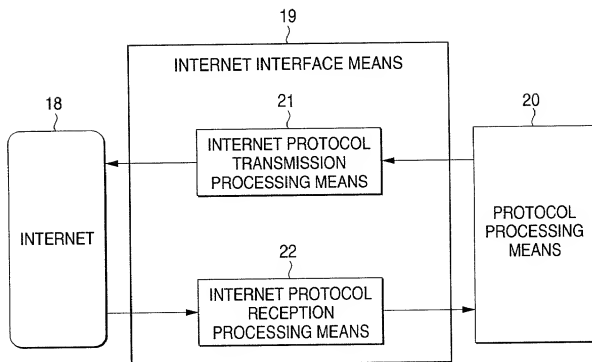 19
INTERNET INTERFACE MEANS
18
21
20
INTERNET PROTOCOL
TRANSMISSION
PROCESSING MEANS
INTERNET
PROTOCOL
PROCESSING
MEANS
22
INTERNET PROTOCOL
RECEPTION
PROCESSING MEANS